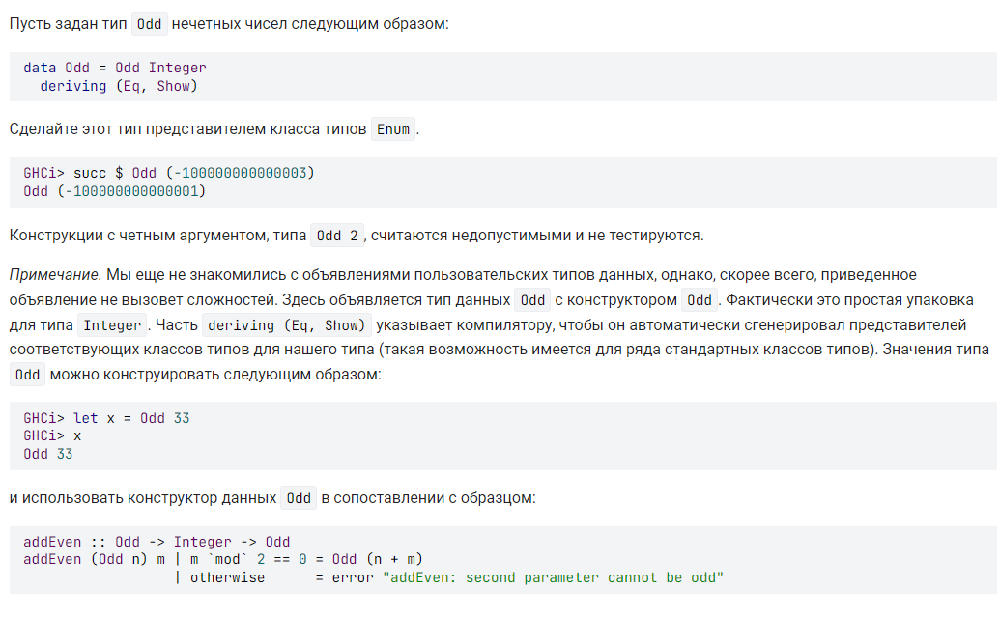 Пусть задан тип Odd нечетных чисел следующим образом:
data Odd = Odd Integer
  deriving (Eq, Show)
Сделайте этот тип представителем класса типов Enum.
GHCi> succ $ Odd (-100000000000003)
Odd (-100000000000001)
Конструкции с четным аргументом, типа Odd 2, считаются недопустимыми и не тестируются.
Примечание. Мы еще не знакомились с объявлениями пользовательских типов данных, однако, скорее всего, приведенное
объявление не вызовет сложностей. Здесь объявляется тип данных Odd с конструктором Odd. Фактически это простая упаковка
для типа Integer. Часть deriving (Eq, Show) указывает компилятору, чтобы он автоматически сгенерировал представителей
соответствующих классов типов для нашего типа (такая возможность имеется для ряда стандартных классов типов). Значения типа
Odd можно конструировать следующим образом:
GHCi> let x = Odd 33
GHCi> x
Odd 33
и использовать конструктор данных Odd в сопоставлении с образцом:
addEven :: Odd -> Integer -> Odd
addEven (Odd n) m | m `mod` 2 == 0 = Odd (n + m)
                  | otherwise      = error "addEven: second parameter cannot be odd"